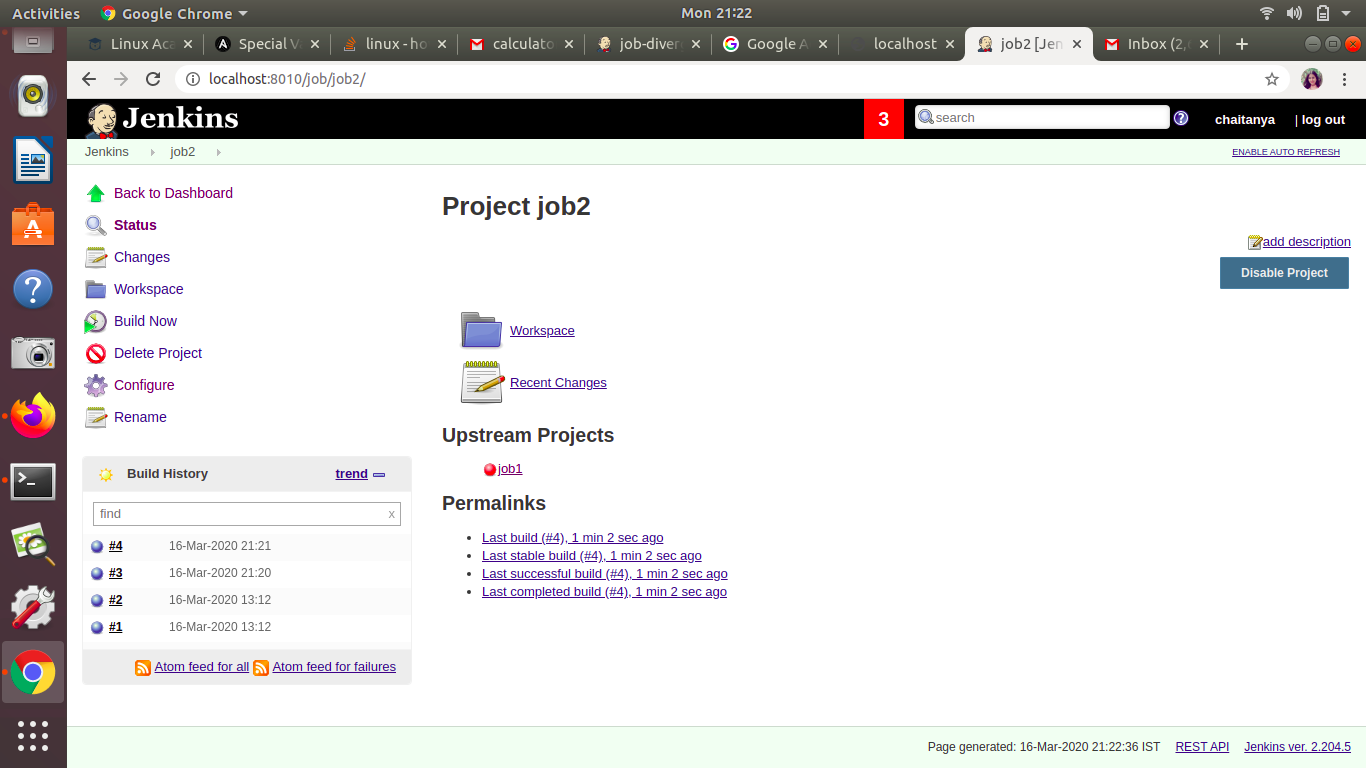 Activities Google Chrome Mon 21:22
Linux Aca Special V linux - ho calculato job-diver Google A localhost job2 [Jen Inbox (2,
localhost:8010/job/job2/
Jenkins 3 search chaitanya | log out
Jenkins job2 ENABLE AUTO REFRESH
Back to Dashboard
Status
Changes
Workspace
Build Now
Delete Project
Configure
Rename
Build History trend
find x
#4 16-Mar-2020 21:21
#3 16-Mar-2020 21:20
#2 16-Mar-2020 13:12
#1 16-Mar-2020 13:12
Atom feed for all Atom feed for failures
Project job2
add description
Disable Project
Workspace
Recent Changes
Upstream Projects
job1
Permalinks
Last build (#4), 1 min 2 sec ago
Last stable build (#4), 1 min 2 sec ago
Last successful build (#4), 1 min 2 sec ago
Last completed build (#4), 1 min 2 sec ago
Page generated: 16-Mar-2020 21:22:36 IST REST API Jenkins ver. 2.204.5